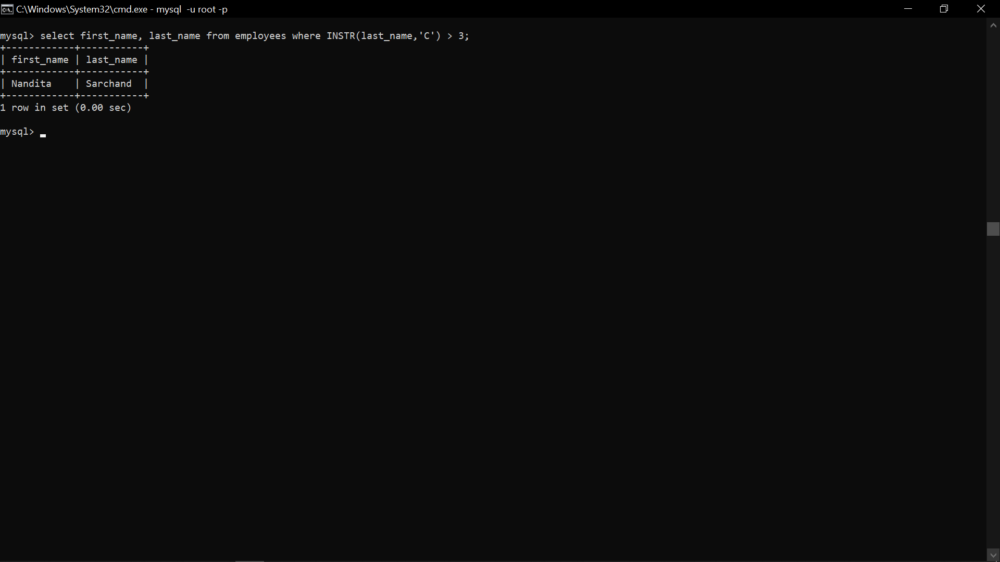 C:\Windows\System32\cmd.exe - mysql  -u root -p
mysql> select first_name, last_name from employees where INSTR(last_name,'C') > 3;
+------------+-----------+
| first_name | last_name |
+------------+-----------+
| Nandita    | Sarchand  |
+------------+-----------+
1 row in set (0.00 sec)
mysql>